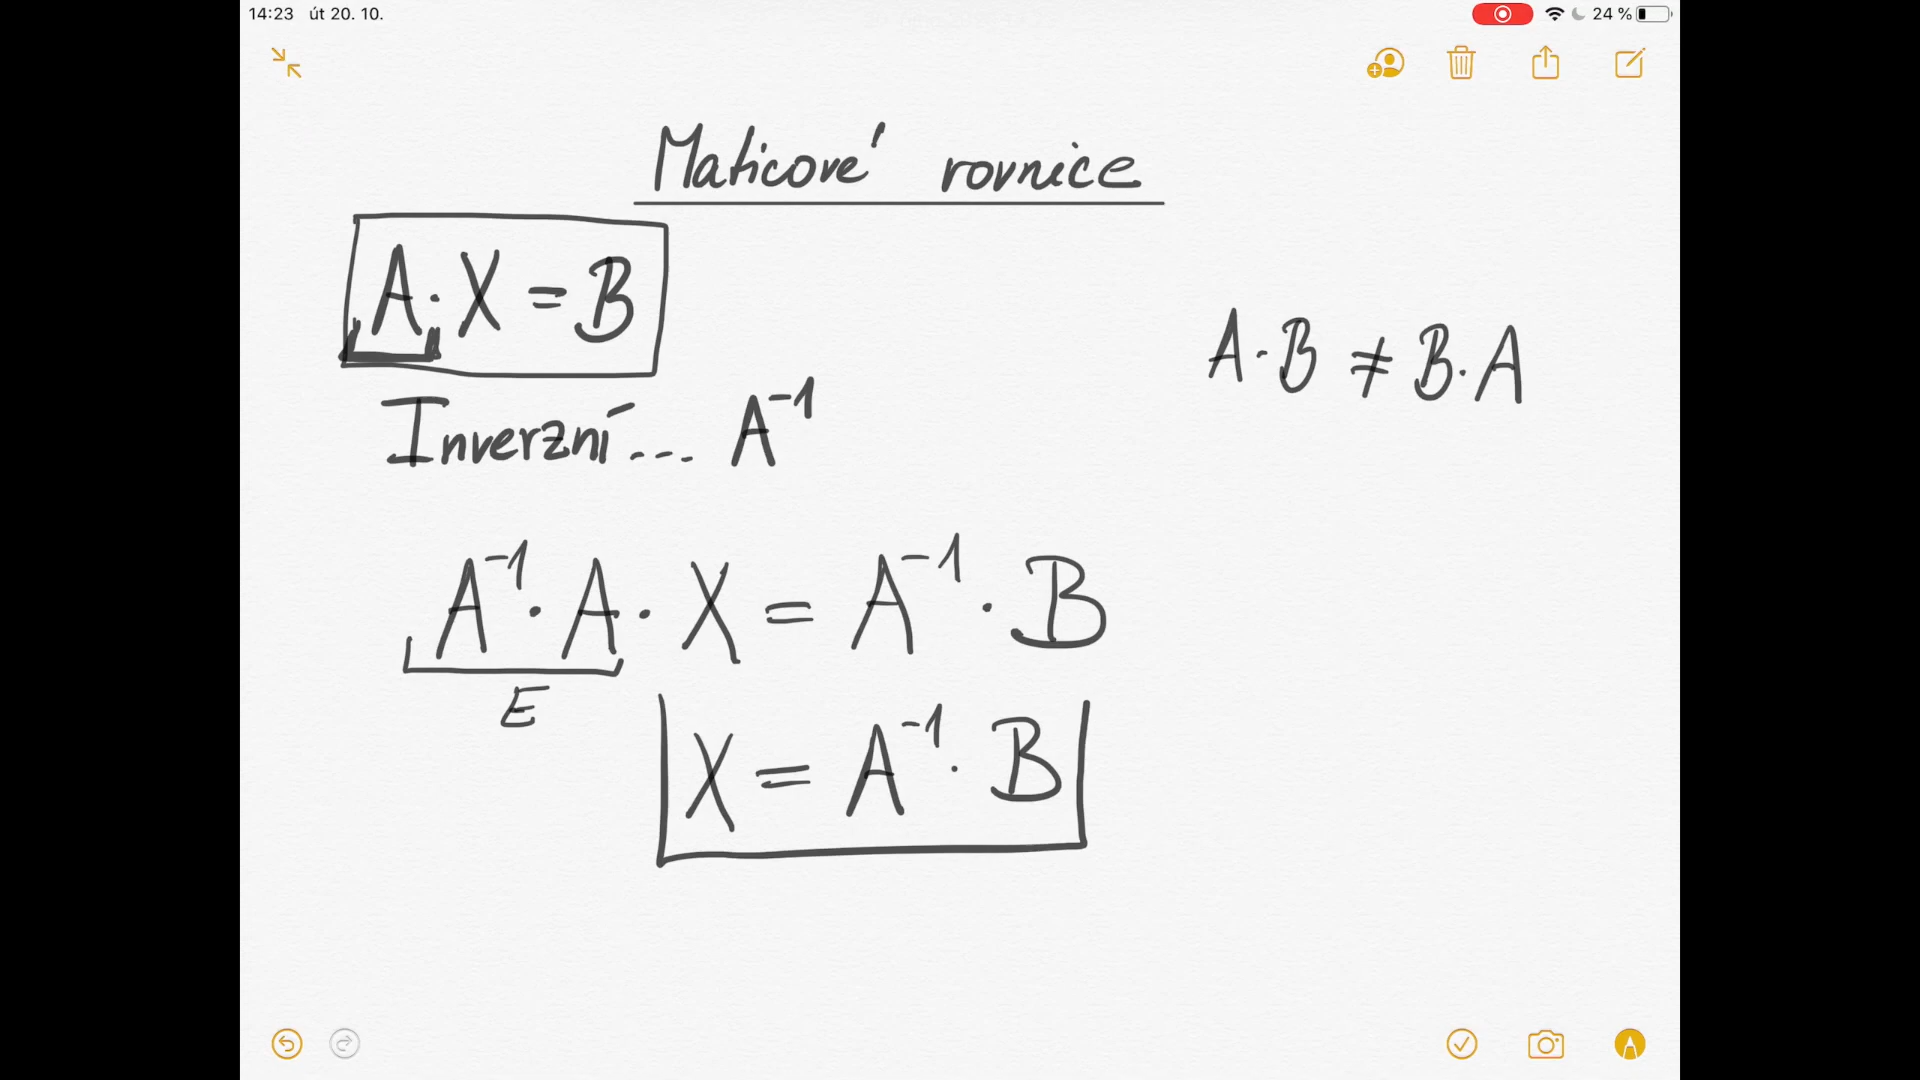 14:23 út 20. 10. 24 %
Maticové rovnice
A · X = B
A · B ≠ B · A
Inverzní... A⁻¹
A⁻¹ · A · X = A⁻¹ · B
E
X = A⁻¹ · B